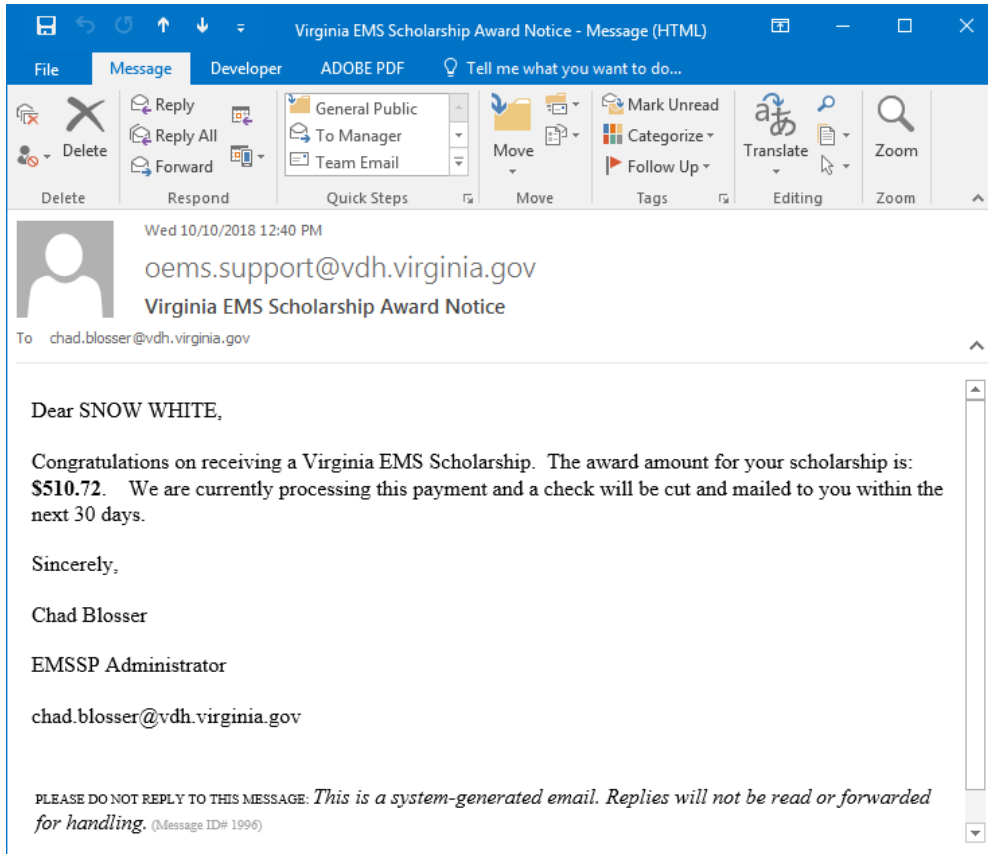 Virginia EMS Scholarship Award Notice - Message (HTML)
File Message Developer ADOBE PDF Tell me what you want to do...
Delete
Reply
Reply All
Forward
General Public
To Manager
Team Email
Move
Mark Unread
Categorize
Follow Up
Translate
Zoom
Delete Respond Quick Steps Move Tags Editing Zoom
Wed 10/10/2018 12:40 PM
oems.support@vdh.virginia.gov
Virginia EMS Scholarship Award Notice
To chad.blosser@vdh.virginia.gov
Dear SNOW WHITE,
Congratulations on receiving a Virginia EMS Scholarship. The award amount for your scholarship is:
$510.72. We are currently processing this payment and a check will be cut and mailed to you within the
next 30 days.
Sincerely,
Chad Blosser
EMSSP Administrator
chad.blosser@vdh.virginia.gov
PLEASE DO NOT REPLY TO THIS MESSAGE: This is a system-generated email. Replies will not be read or forwarded
for handling. (Message ID# 1996)